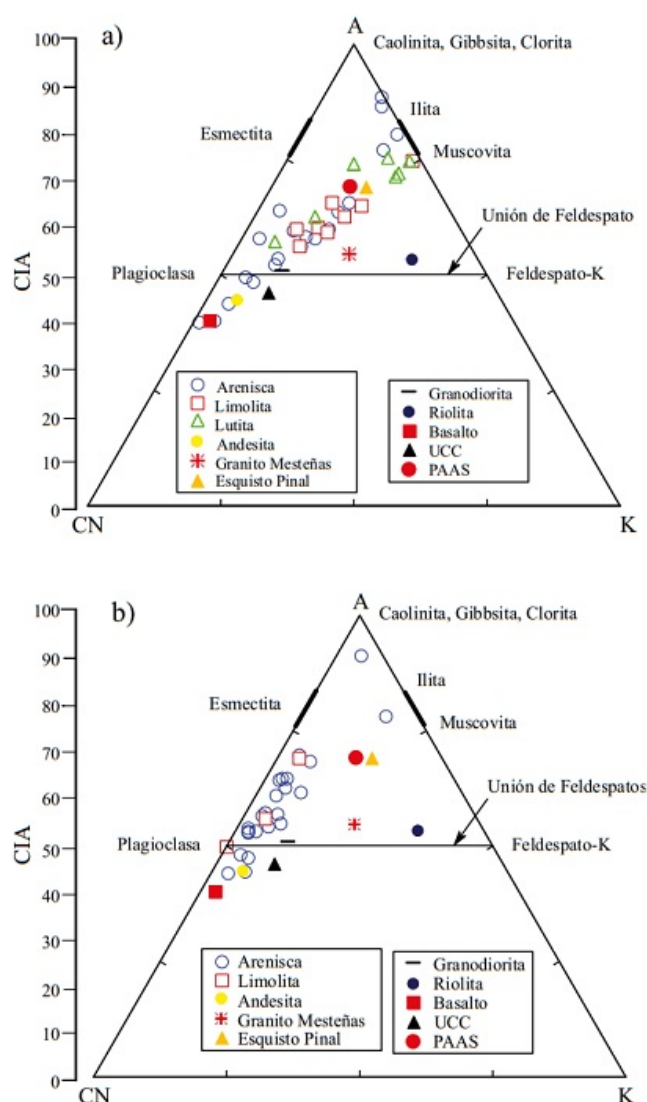 a)
A
Caolinita, Gibbsita, Clorita
100
90
80
70
60
50
40
30
20
10
0
CIA
Ilita
Esmectita
Muscovita
Unión de Feldespato
Plagioclasa
Feldespato-K
Arenisca
Limolita
Lutita
Andesita
Granito Mesteñas
Esquisto Pinal
Granodiorita
Riolita
Basalto
UCC
PAAS
CN
K
b)
A
Caolinita, Gibbsita, Clorita
100
90
80
70
60
50
40
30
20
10
0
CIA
Ilita
Esmectita
Muscovita
Unión de Feldespatos
Plagioclasa
Feldespato-K
Arenisca
Limolita
Andesita
Granito Mesteñas
Esquisto Pinal
Granodiorita
Riolita
Basalto
UCC
PAAS
CN
K